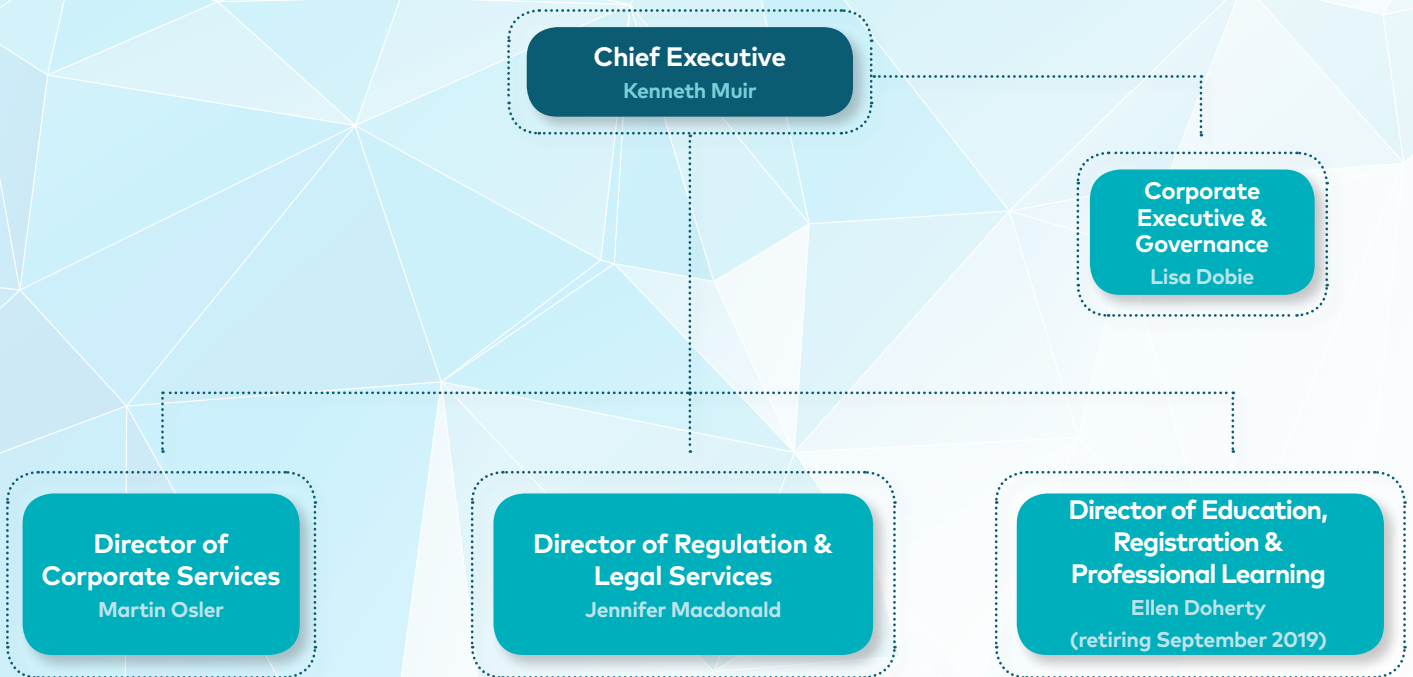 Chief Executive
Kenneth Muir
Corporate
Executive &
Governance
Lisa Dobie
Director of
Corporate Services
Martin Osler
Director of Regulation &
Legal Services
Jennifer Macdonald
Director of Education,
Registration &
Professional Learning
Ellen Doherty
(retiring September 2019)